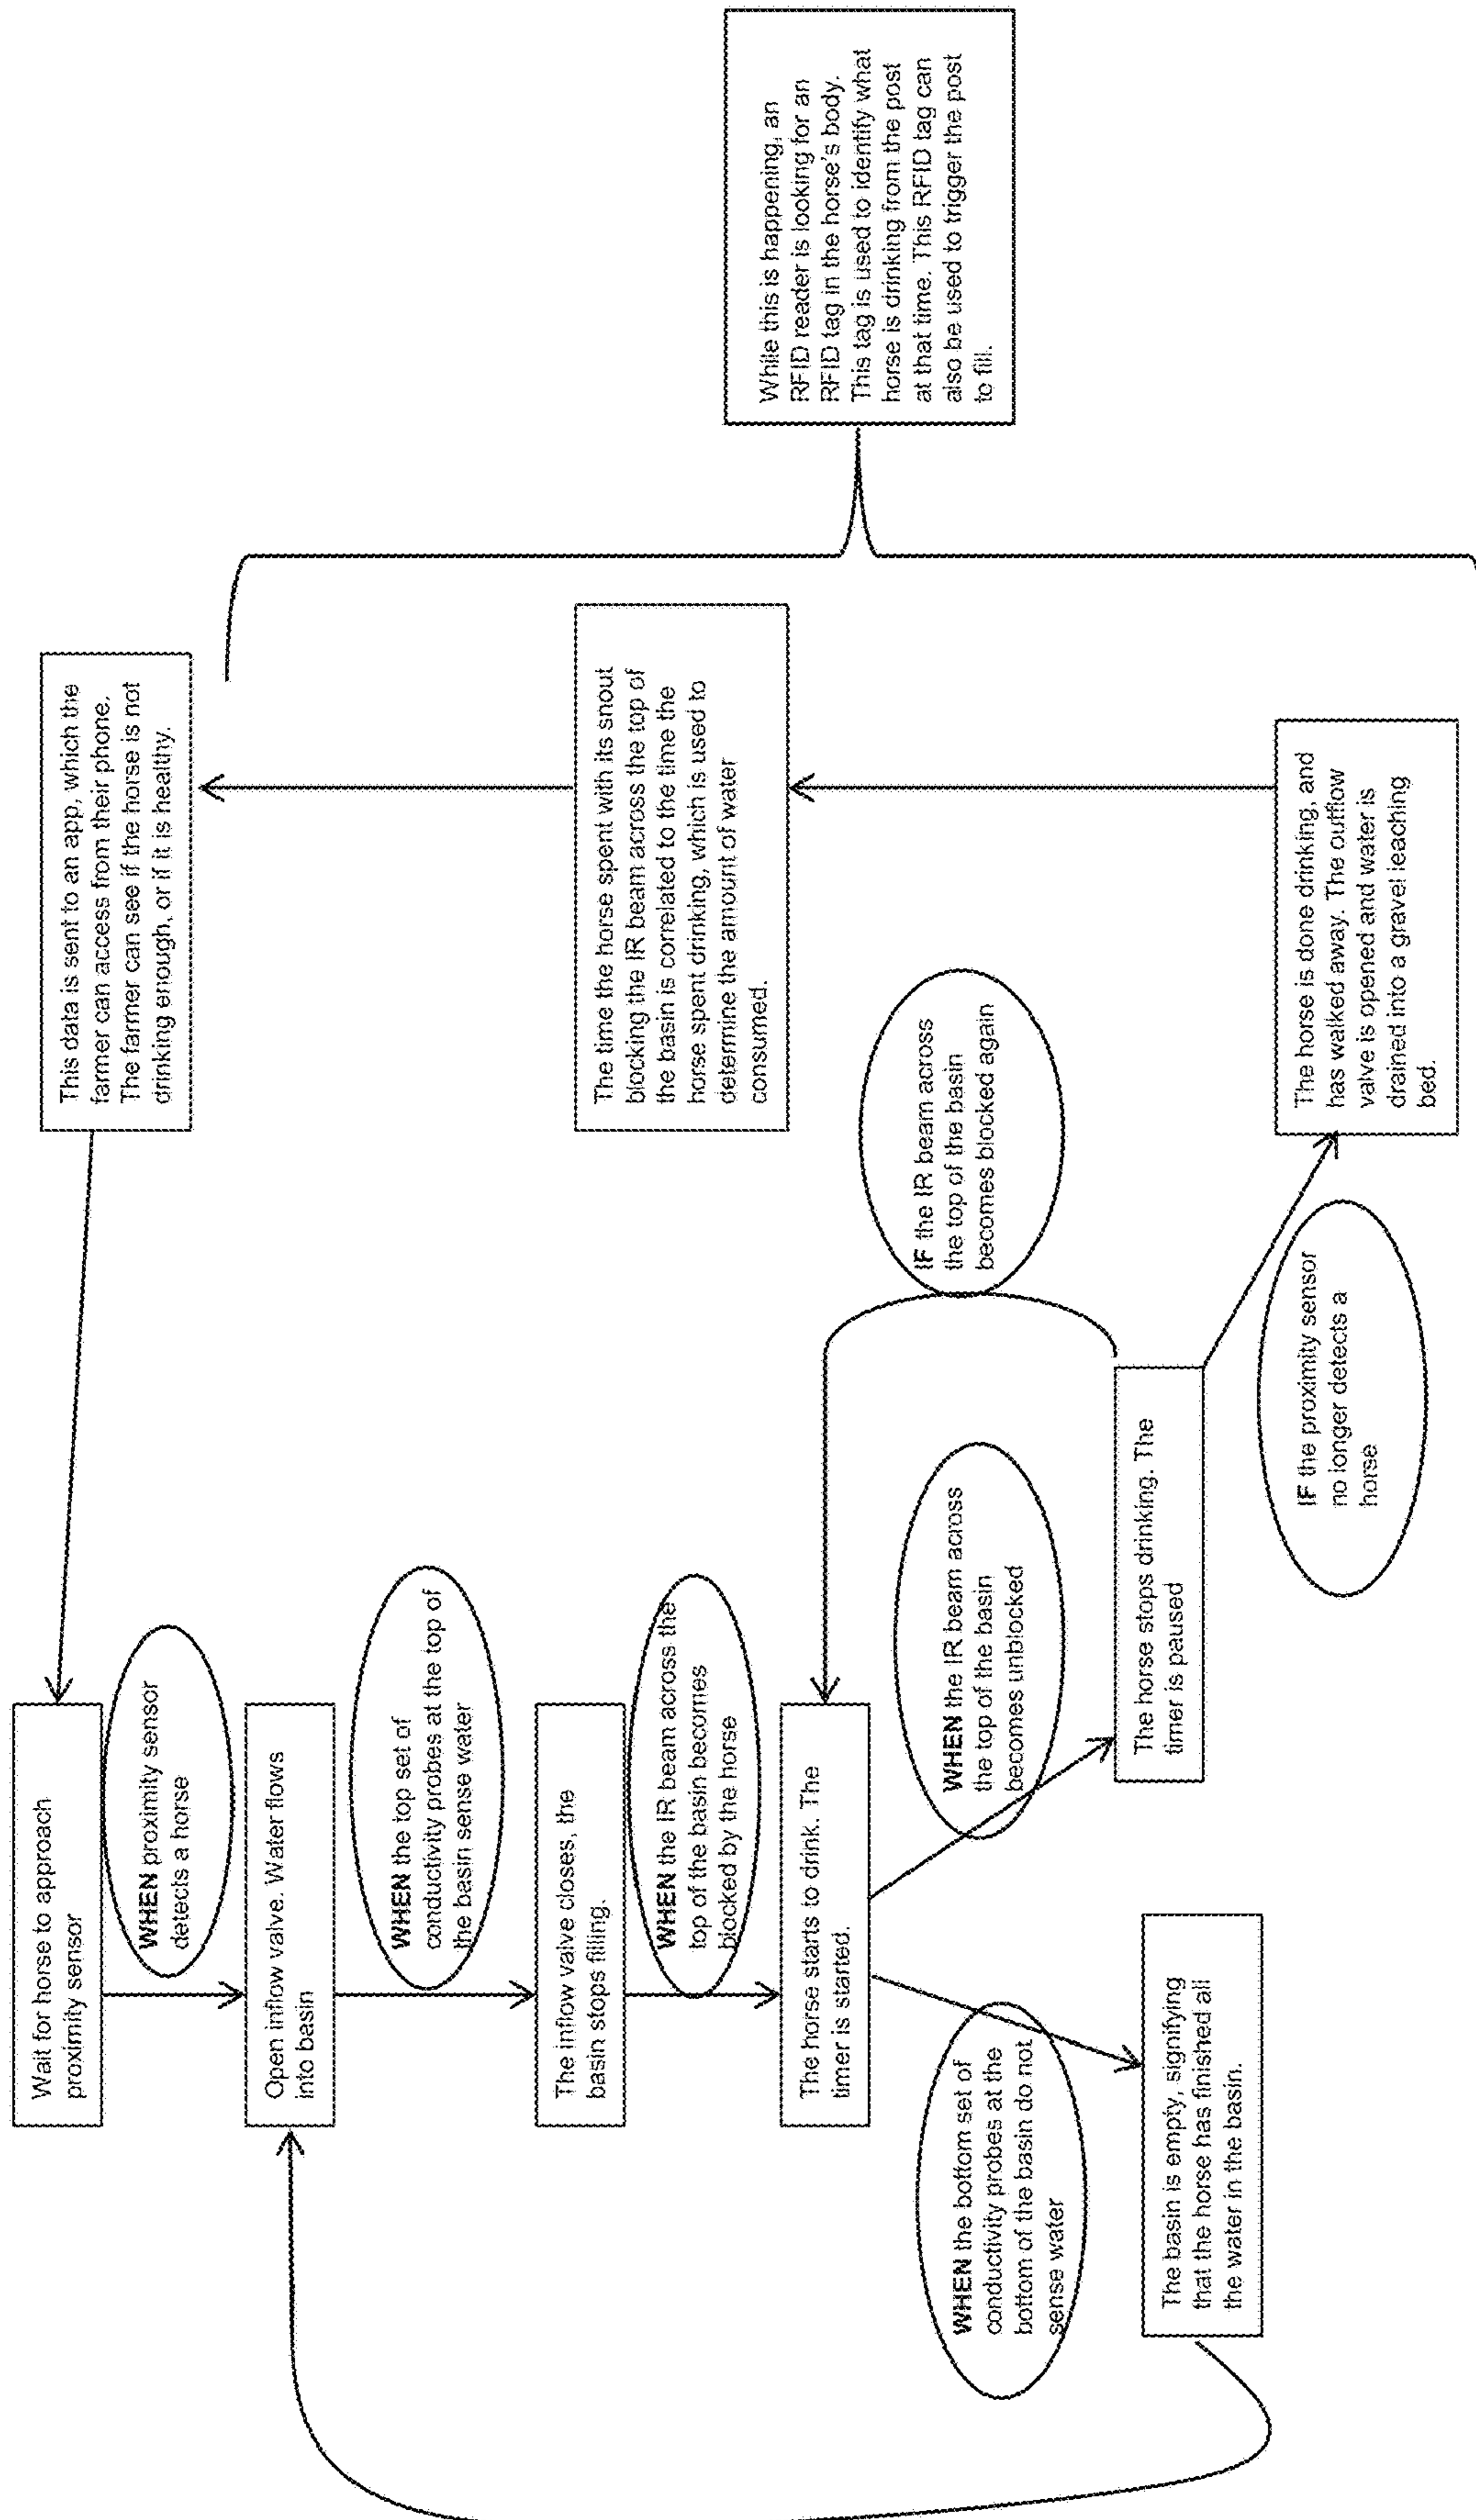 Wait for horse to approach
proximity sensor
WHEN proximity sensor
detects a horse
Open inflow valve. Water flows
into basin
WHEN the top set of
conductivity probes at the top of
the basin sense water
The inflow valve closes, the
basin stops filling.
WHEN the IR beam across the
top of the basin becomes
blocked by the horse
The horse starts to drink. The
timer is started.
WHEN the bottom set of
conductivity probes at the
bottom of the basin do not
sense water
The basin is empty, signifying
that the horse has finished all
the water in the basin.
WHEN the IR beam across
the top of the basin
becomes unblocked
The horse stops drinking. The
timer is paused
IF the IR beam across
the top of the basin
becomes blocked again
IF the proximity sensor
no longer detects a
horse
The horse is done drinking, and
has walked away. The outflow
valve is opened and water is
drained into a gravel leaching
bed.
The time the horse spent with its snout
blocking the IR beam across the top of
the basin is correlated to the time the
horse spent drinking, which is used to
determine the amount of water
consumed.
This data is sent to an app, which the
farmer can access from their phone.
The farmer can see if the horse is not
drinking enough, or if it is healthy.
While this is happening, an
RFID reader is looking for an
RFID tag in the horse's body.
This tag is used to identify what
horse is drinking from the post
at that time. This RFID tag can
also be used to trigger the post
to fill.